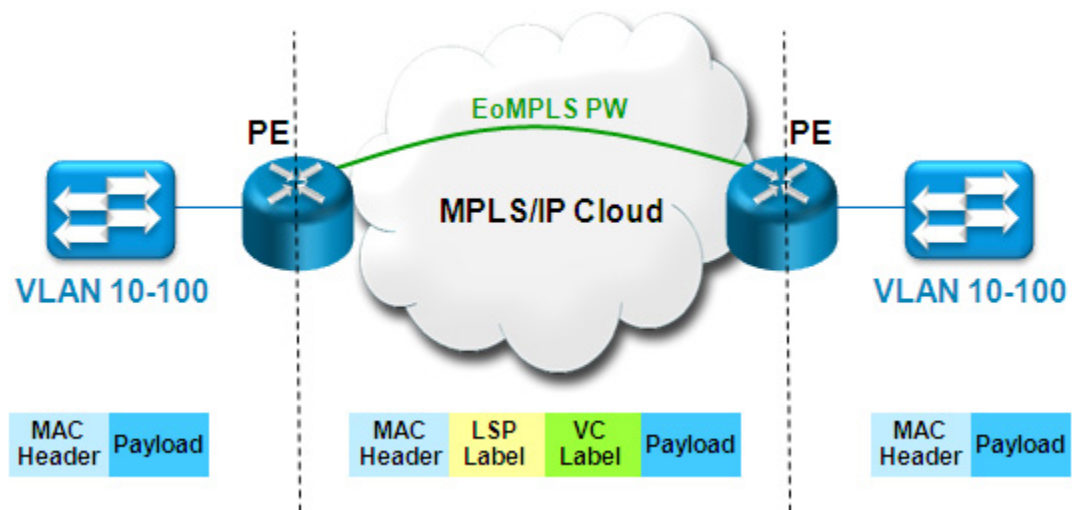 EoMPLS PW
PE
PE
MPLS/IP Cloud
VLAN 10-100
VLAN 10-100
MAC
Header
Payload
MAC
Header
LSP
Label
VC
Label
Payload
MAC
Header
Payload